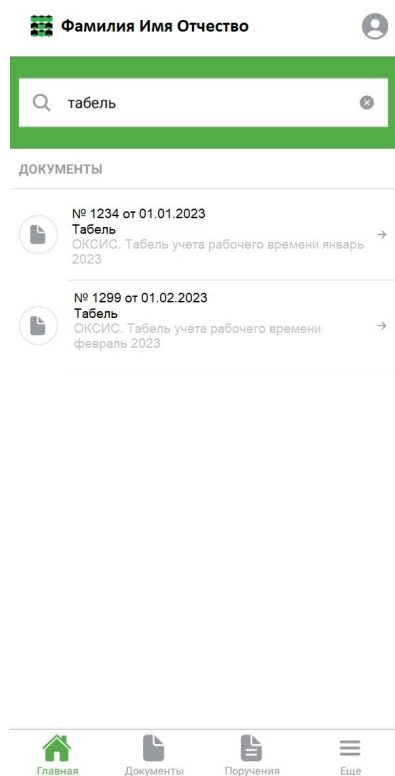 Фамилия Имя Отчество
табель
ДОКУМЕНТЫ
№ 1234 от 01.01.2023
Табель
ОКСИС. Табель учета рабочего времени январь
2023
№ 1299 от 01.02.2023
Табель
ОКСИС. Табель учета рабочего времени
февраль 2023
Главная Документы Поручения Еще